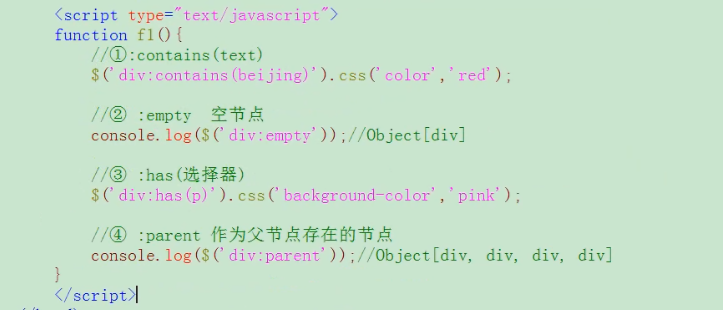 <script type="text/javascript">
function f1(){
//①:contains(text)
$('div:contains(beijing)').css('color','red');
//② :empty 空节点
console.log($('div:empty'));//Object[div]
//③ :has(选择器)
$('div:has(p)').css('background-color','pink');
//④ :parent 作为父节点存在的节点
console.log($('div:parent'));//Object[div, div, div, div]
}
</script>